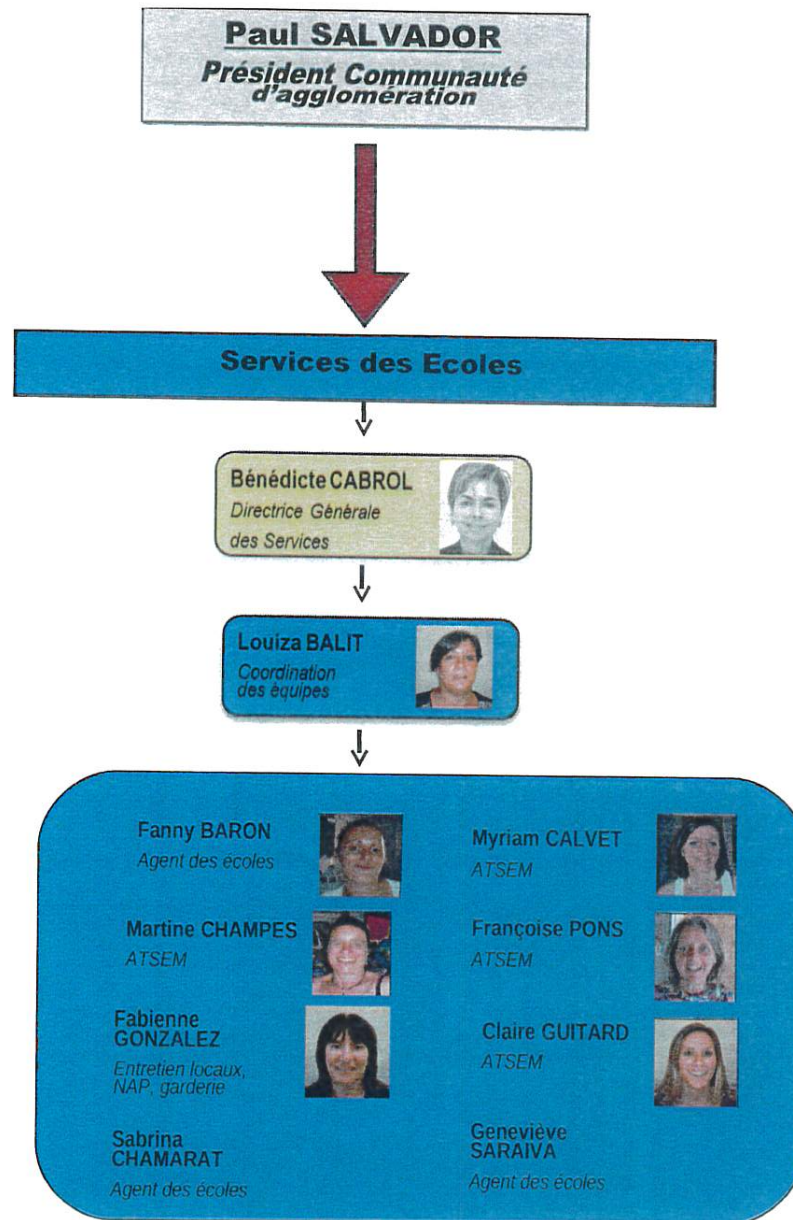 Paul SALVADOR
Président Communauté
d'agglomération
Services des Ecoles
Bénédicte CABROL
Directrice Générale
des Services
Louiza BALIT
Coordination
des équipes
Fanny BARON
Agent des écoles
Myriam CALVET
ATSEM
Martine CHAMPES
ATSEM
Françoise PONS
ATSEM
Fabienne
GONZALEZ
Entretien locaux,
NAP, garderie
Claire GUITARD
ATSEM
Sabrina
CHAMARAT
Agent des écoles
Geneviève
SARAIVA
Agent des écoles